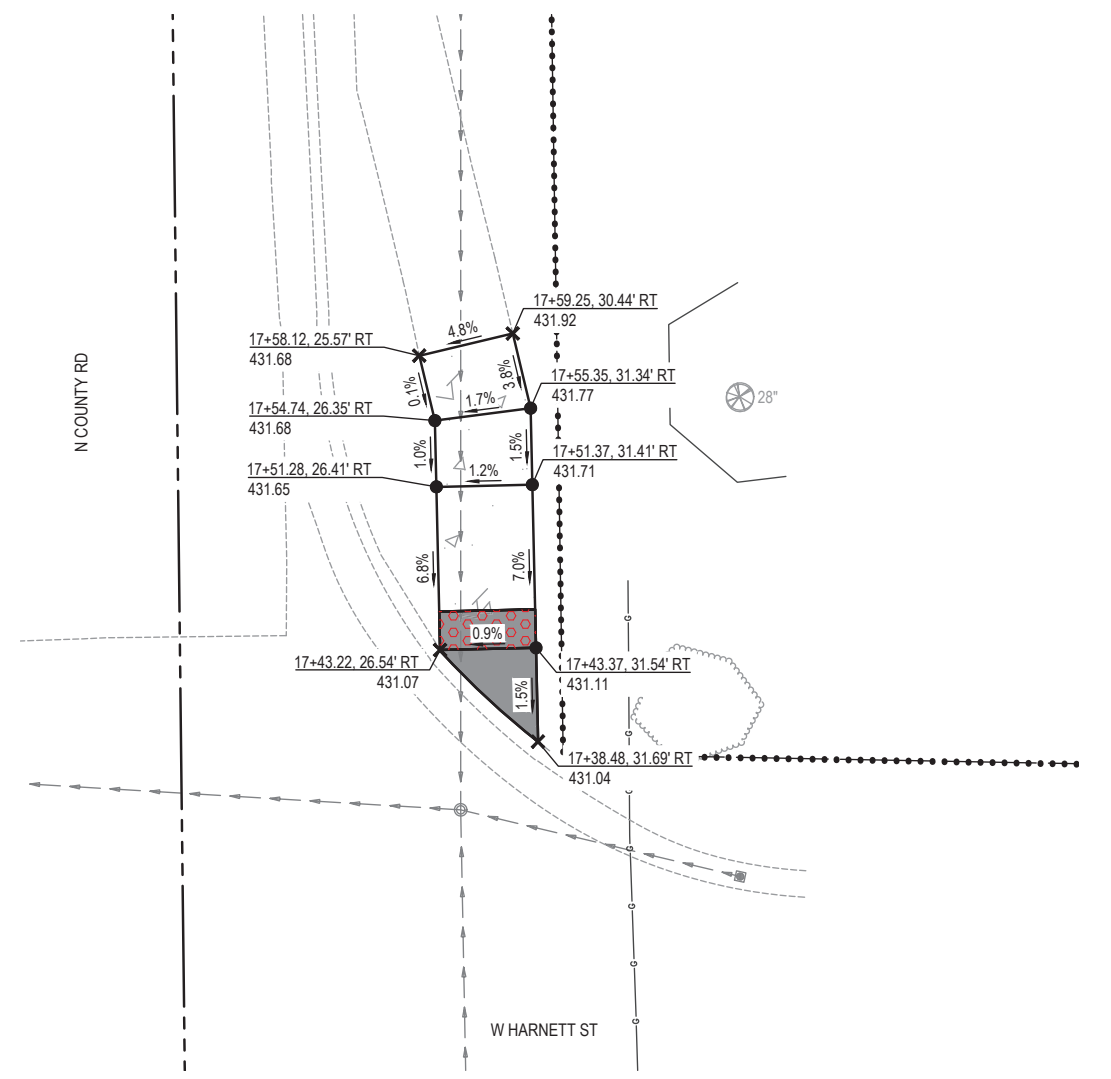 17+59.25, 30.44' RT
431.92
4.8%
17+58.12, 25.57' RT
431.68
N COUNTY RD
3.8%
0.1%
17+55.35, 31.34' RT
431.77
28"
1.7%
17+54.74, 26.35' RT
431.68
1.0%
1.5%
17+51.37, 31.41' RT
431.71
1.2%
17+51.28, 26.41' RT
431.65
6.8%
7.0%
G
0.9%
17+43.22, 26.54' RT
431.07
17+43.37, 31.54' RT
431.11
1.5%
G
17+38.48, 31.69' RT
431.04
G
G
G
G
G
W HARNETT ST